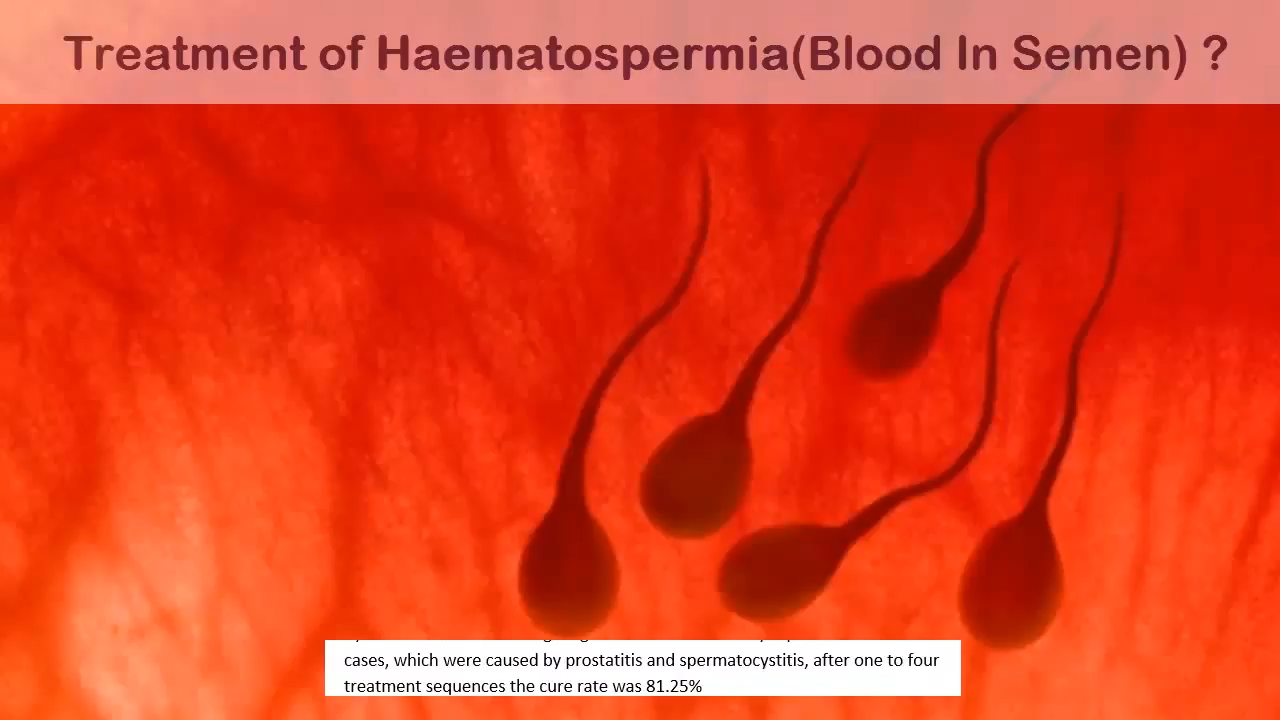 Treatment of Haematospermia(Blood In Semen) ?
cases, which were caused by prostatitis and spermatocystitis, after one to four
treatment sequences the cure rate was 81.25%